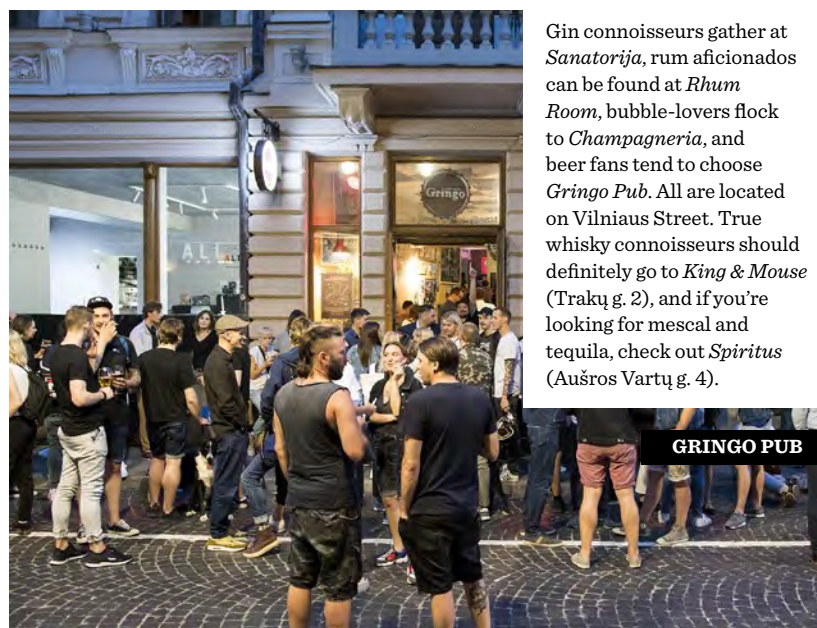 Gin connoisseurs gather at
Sanatorija, rum aficionados
can be found at Rhum
Room, bubble-lovers flock
to Champagneria, and
beer fans tend to choose
Gringo Pub. All are located
on Vilniaus Street. True
whisky connoisseurs should
definitely go to King & Mouse
(Trakų g. 2), and if you’re
looking for mescal and
tequila, check out Spiritus
(Aušros Vartų g. 4).
Gringo
ALI
GRINGO PUB